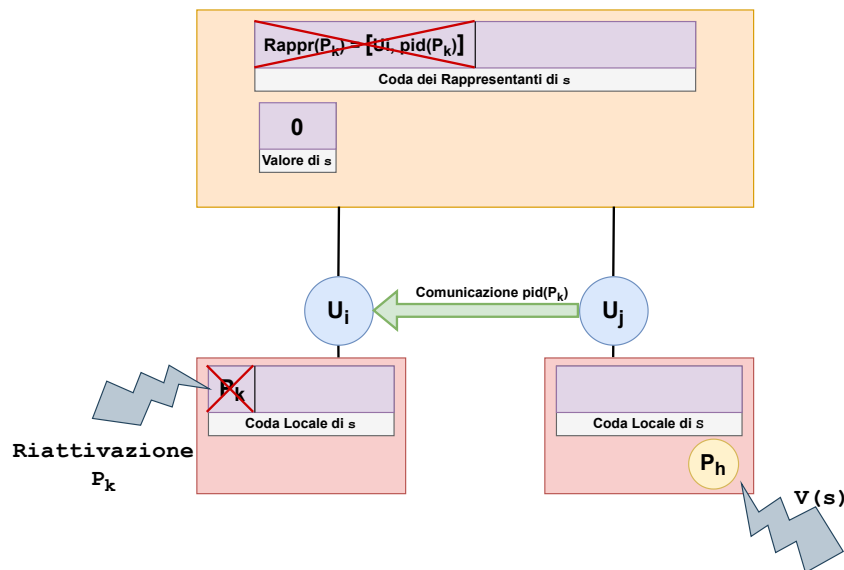 Rappr(Pk) = [Ui, pid(Pk)]
Coda dei Rappresentanti di s
0
Valore di s
Comunicazione pid(Pk)
Ui
Uj
Pk
Coda Locale di s
Coda Locale di s
Riattivazione
Pk
Ph
V(s)